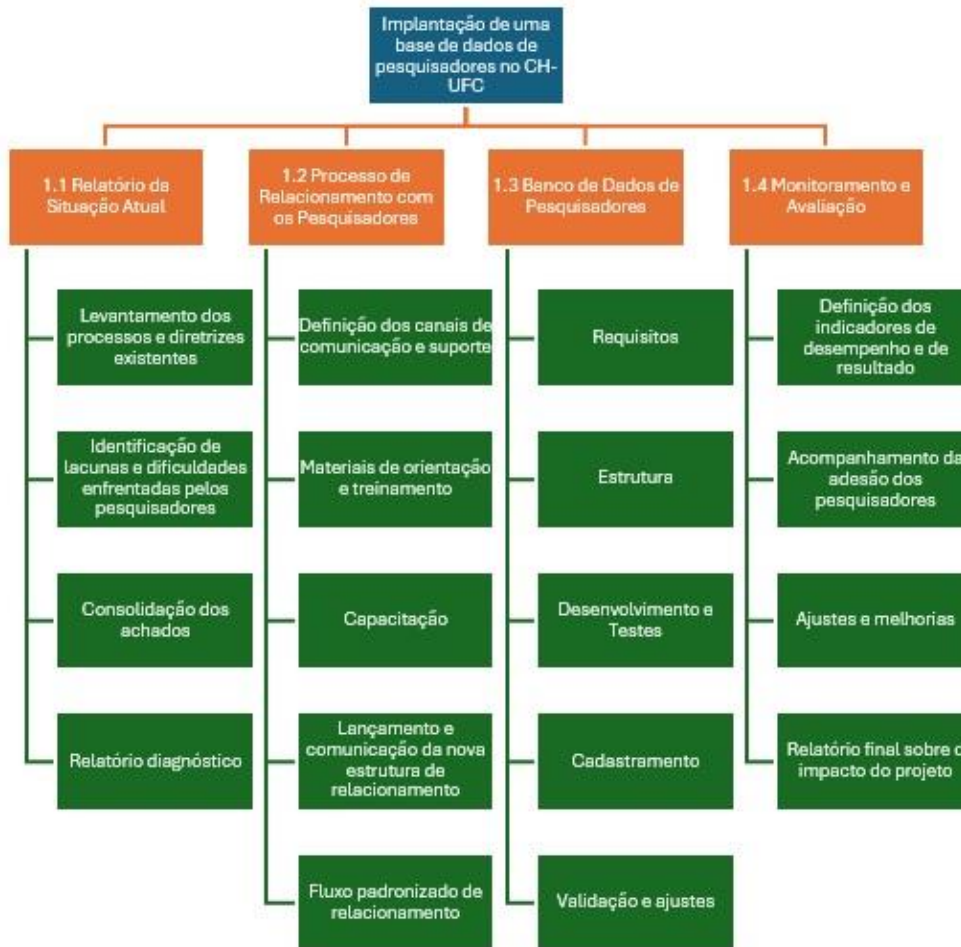 Implantação de uma
base de dados de
pesquisadores no CH-
UFC
1.1 Relatório da
Situação Atual
Levantamento dos
processos e diretrizes
existentes
Identificação de
lacunas e dificuldades
enfrentadas pelos
pesquisadores
Consolidação dos
achados
Relatório diagnóstico
1.2 Processo de
Relacionamento com
os Pesquisadores
Definição dos canais de
comunicação e suporte
Materiais de orientação
e treinamento
Capacitação
Lançamento e
comunicação da nova
estrutura de
relacionamento
Fluxo padronizado de
relacionamento
1.3 Banco de Dados de
Pesquisadores
Requisitos
Estrutura
Desenvolvimento e
Testes
Cadastramento
Validação e ajustes
1.4 Monitoramento e
Avaliação
Definição dos
indicadores de
desempenho e de
resultado
Acompanhamento da
adesão dos
pesquisadores
Ajustes e melhorias
Relatório final sobre o
impacto do projeto